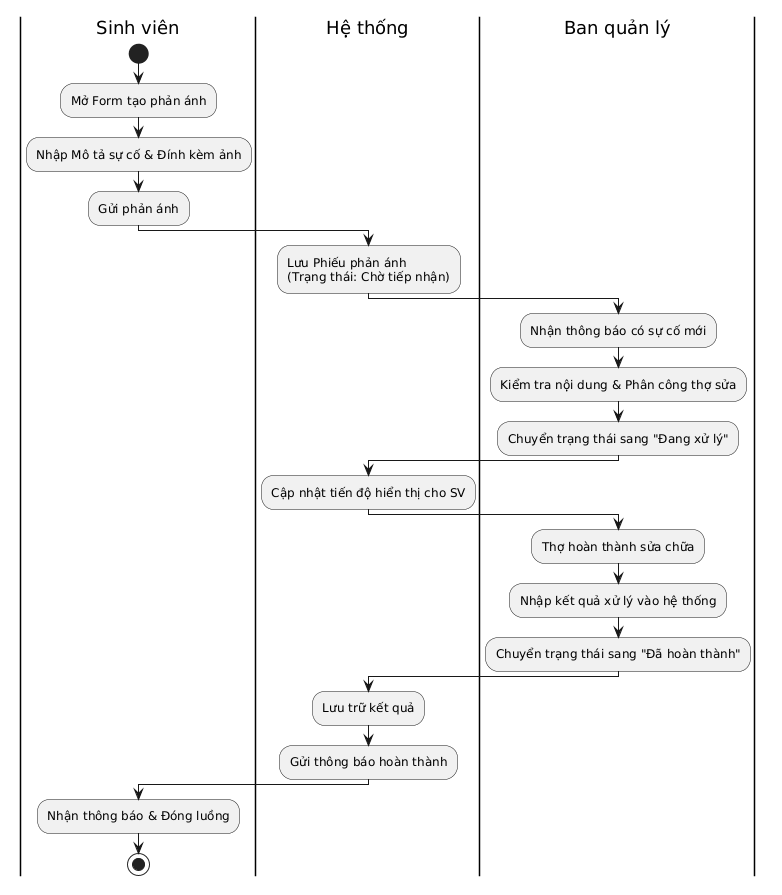 Sinh viên
Hệ thống
Ban quản lý
Mở Form tạo phản ánh
Nhập Mô tả sự cố & Đính kèm ảnh
Gửi phản ánh
Lưu Phiếu phản ánh
(Trạng thái: Chờ tiếp nhận)
Nhận thông báo có sự cố mới
Kiểm tra nội dung & Phân công thợ sửa
Chuyển trạng thái sang "Đang xử lý"
Cập nhật tiến độ hiển thị cho SV
Thợ hoàn thành sửa chữa
Nhập kết quả xử lý vào hệ thống
Chuyển trạng thái sang "Đã hoàn thành"
Lưu trữ kết quả
Gửi thông báo hoàn thành
Nhận thông báo & Đóng luồng